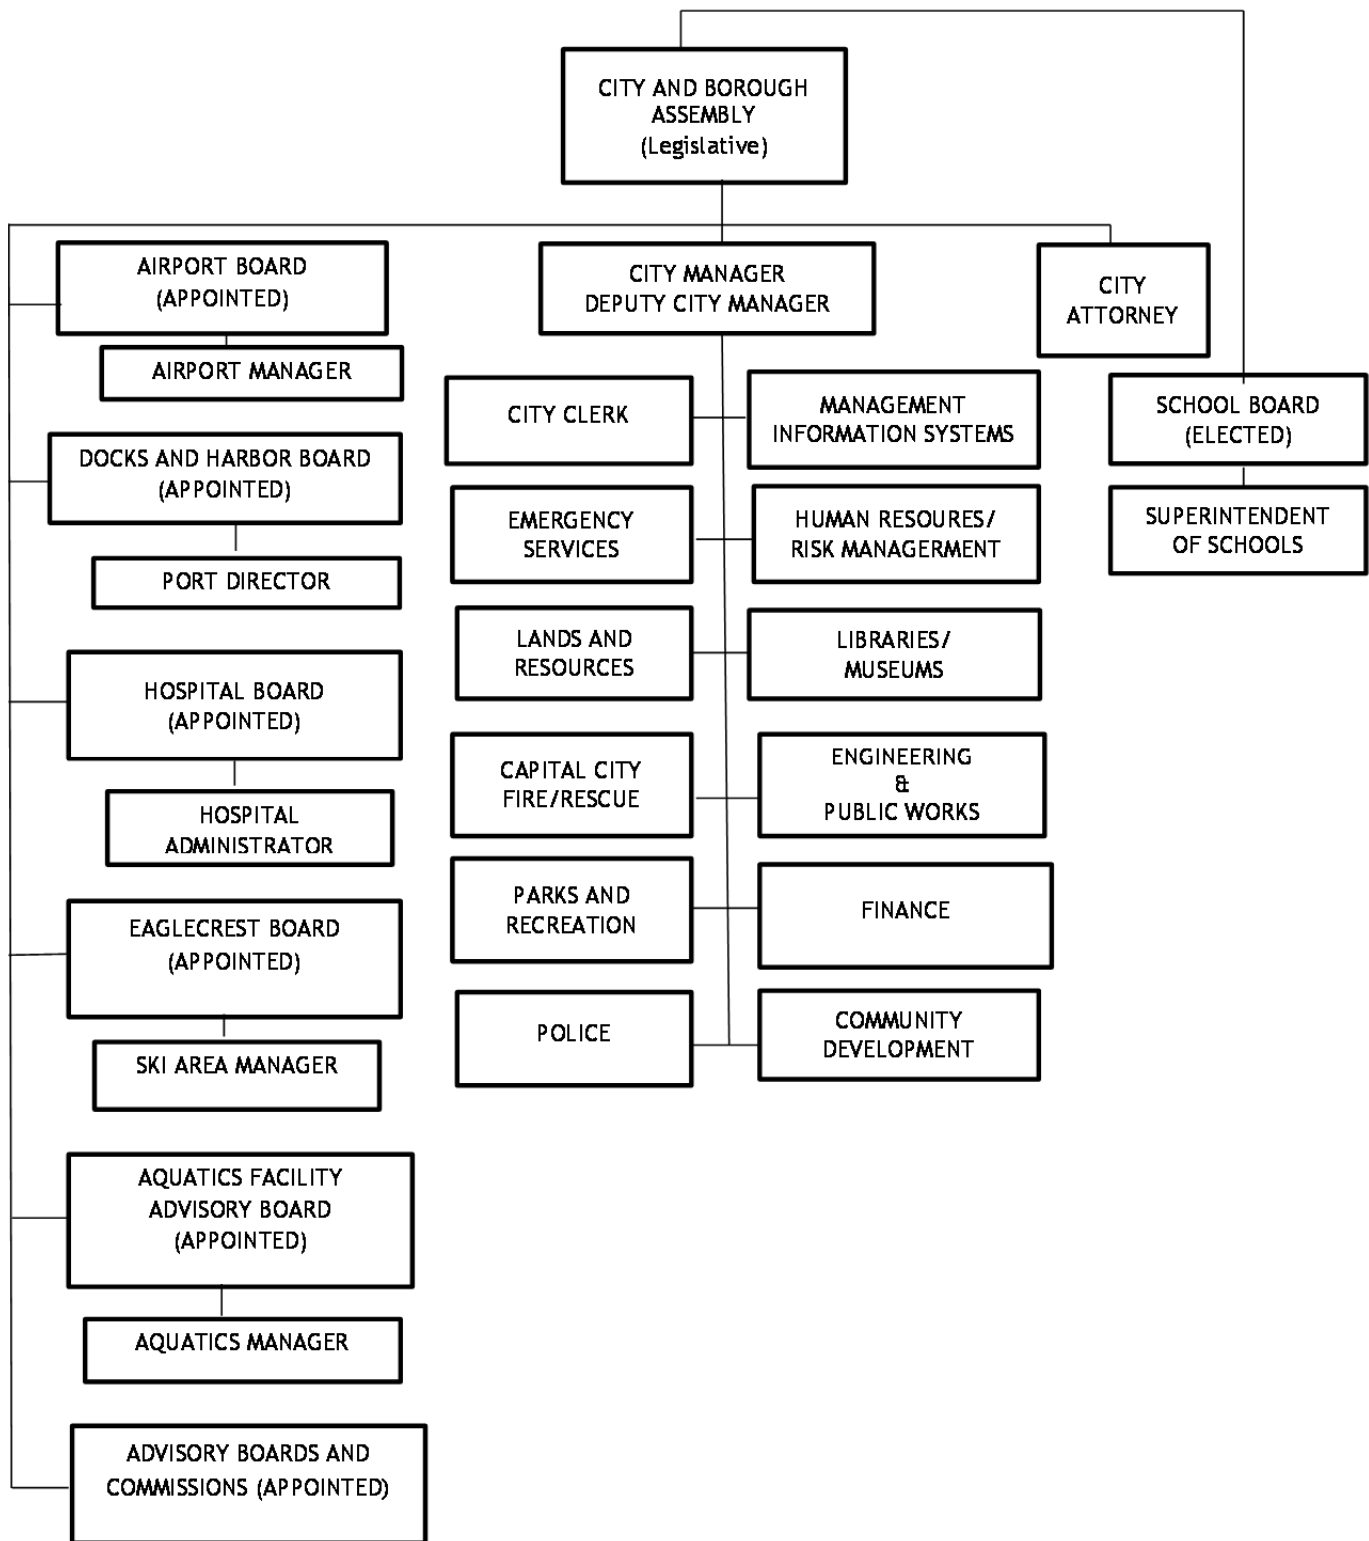 CITY AND BOROUGH
ASSEMBLY
(Legislative)
AIRPORT BOARD
(APPOINTED)
AIRPORT MANAGER
DOCKS AND HARBOR BOARD
(APPOINTED)
PORT DIRECTOR
HOSPITAL BOARD
(APPOINTED)
HOSPITAL
ADMINISTRATOR
EAGLECREST BOARD
(APPOINTED)
SKI AREA MANAGER
AQUATICS FACILITY
ADVISORY BOARD
(APPOINTED)
AQUATICS MANAGER
ADVISORY BOARDS AND
COMMISSIONS (APPOINTED)
CITY MANAGER
DEPUTY CITY MANAGER
CITY CLERK
MANAGEMENT
INFORMATION SYSTEMS
EMERGENCY
SERVICES
HUMAN RESOURES/
RISK MANAGERMENT
LANDS AND
RESOURCES
LIBRARIES/
MUSEUMS
CAPITAL CITY
FIRE/RESCUE
ENGINEERING
&
PUBLIC WORKS
PARKS AND
RECREATION
FINANCE
POLICE
COMMUNITY
DEVELOPMENT
CITY
ATTORNEY
SCHOOL BOARD
(ELECTED)
SUPERINTENDENT
OF SCHOOLS